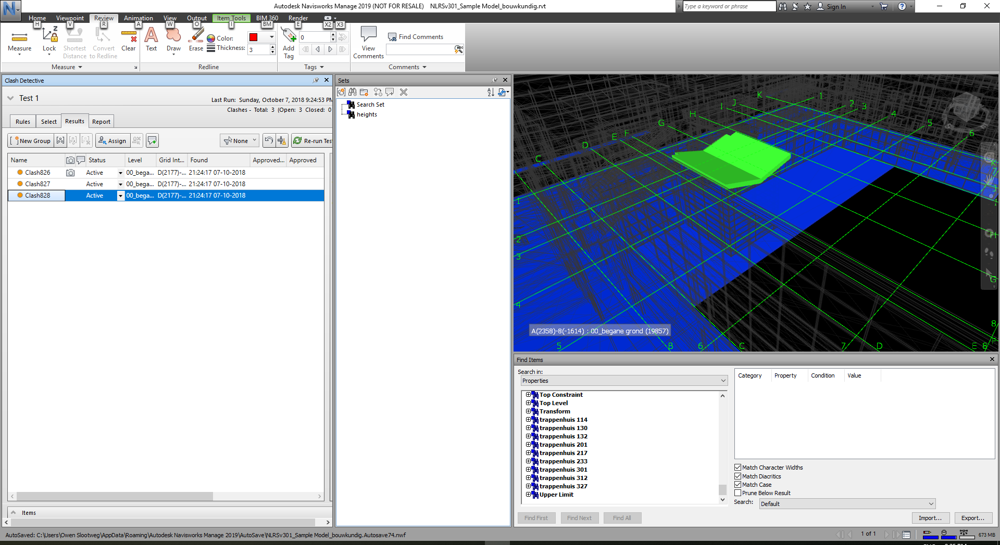 Autodesk Navisworks Manage 2019 (NOT FOR RESALE) NLRSv301_Sample Model_bouwkundig.rvt
Type a keyword or phrase
Sign In
Home Viewpoint Review Animation View Output Item Tools BIM 360 Render
H V R A W O I BM E X2 X3
Measure Lock Shortest Distance Convert to Redline Clear Text Draw Erase
Color:
Thickness: 3
Add Tag
0
View Comments
Find Comments
Measure Redline Tags Comments
Clash Detective
Test 1
Last Run: Sunday, October 7, 2018 9:24:53 PM
Clashes - Total: 3 (Open: 3 Closed: 0
Rules Select Results Report
New Group Assign None Re-run Test
Name Status Level Grid Int... Found Approved... Approved
Clash826 Active 00_bega... D(2177)-... 21:24:17 07-10-2018
Clash827 Active 00_bega... D(2177)-... 21:24:17 07-10-2018
Clash828 Active 00_bega... D(2177)-... 21:24:17 07-10-2018
Items
Sets
Search Set
heights
K 1
J 2 3
I 4
H 5
G 6
F
E
D
C
K
7
J
I
1
2
3
4
H
G
8
F
A(2358)-8(-1614) : 00_begane grond (19857)
5 B 6 C 7 D E 8
Find Items
Search in:
Properties
Top Constraint
Top Level
Transform
trappenhuis 114
trappenhuis 130
trappenhuis 132
trappenhuis 201
trappenhuis 217
trappenhuis 233
trappenhuis 301
trappenhuis 312
trappenhuis 327
Upper Limit
Category Property Condition Value
Match Character Widths
Match Diacritics
Match Case
Prune Below Result
Search: Default
Find First Find Next Find All
Import... Export...
AutoSaved: C:\Users\Owen Slootweg\AppData\Roaming\Autodesk Navisworks Manage 2019\AutoSave\NLRSv301_Sample Model_bouwkundig.Autosave74.nwf
1 of 1
673 MB